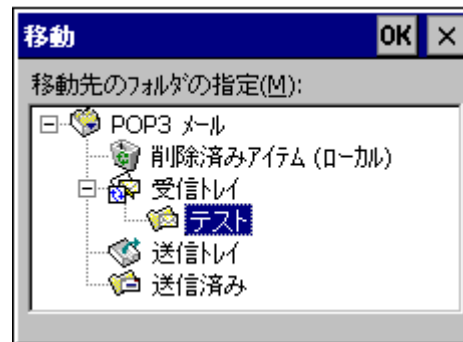 移動 OK ×
移動先のフォルダの指定(M):
POP3 メール
削除済みアイテム (ローカル)
受信トレイ
テスト
送信トレイ
送信済み